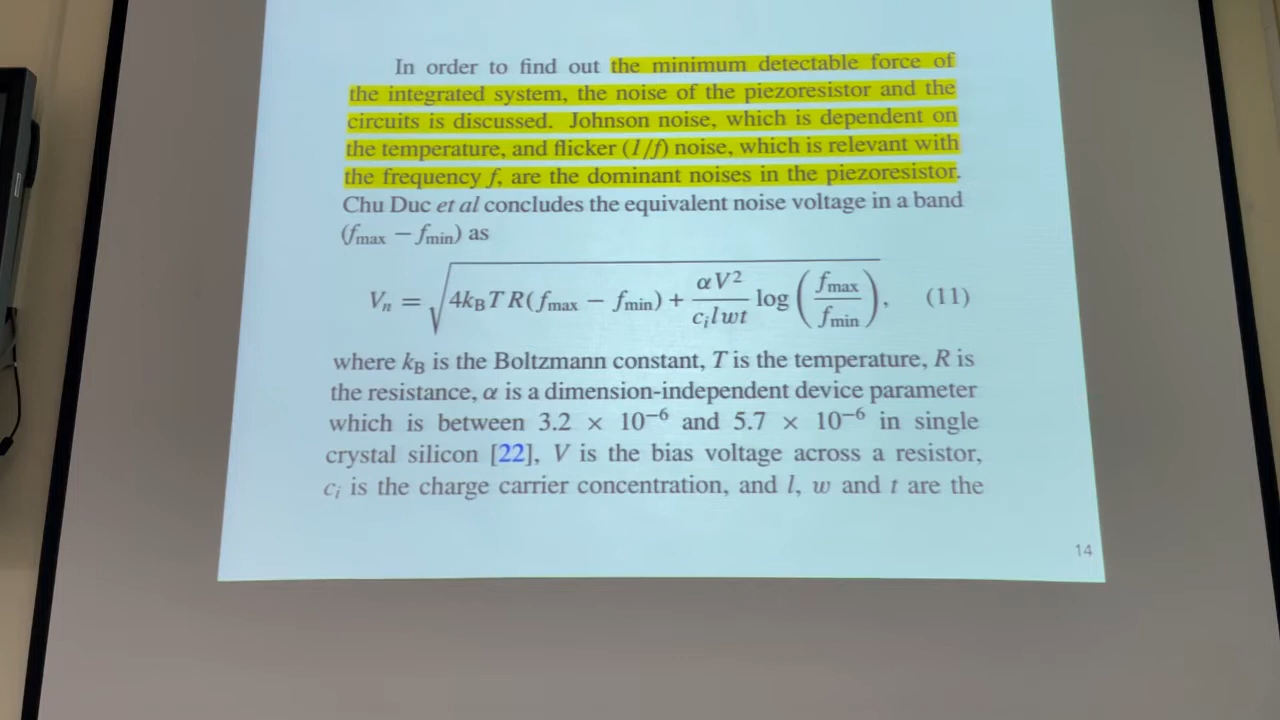 In order to find out the minimum detectable force of
the integrated system, the noise of the piezoresistor and the
circuits is discussed. Johnson noise, which is dependent on
the temperature, and flicker (1/f) noise, which is relevant with
the frequency f, are the dominant noises in the piezoresistor.
Chu Duc et al concludes the equivalent noise voltage in a band
(fmax − fmin) as
Vn = √(4kBTR(fmax − fmin) + αV²/(cilwt) log(fmax/fmin)), (11)
where kB is the Boltzmann constant, T is the temperature, R is
the resistance, α is a dimension-independent device parameter
which is between 3.2 × 10⁻⁶ and 5.7 × 10⁻⁶ in single
crystal silicon [22], V is the bias voltage across a resistor,
ci is the charge carrier concentration, and l, w and t are the
14